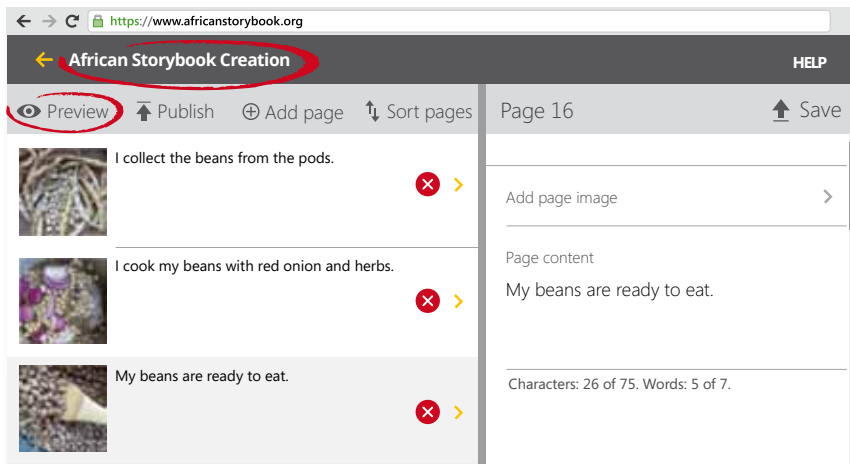 https://www.africanstorybook.org
African Storybook Creation
HELP
Preview
Publish
Add page
Sort pages
Page 16
Save
I collect the beans from the pods.
I cook my beans with red onion and herbs.
My beans are ready to eat.
Add page image
Page content
My beans are ready to eat.
Characters: 26 of 75. Words: 5 of 7.